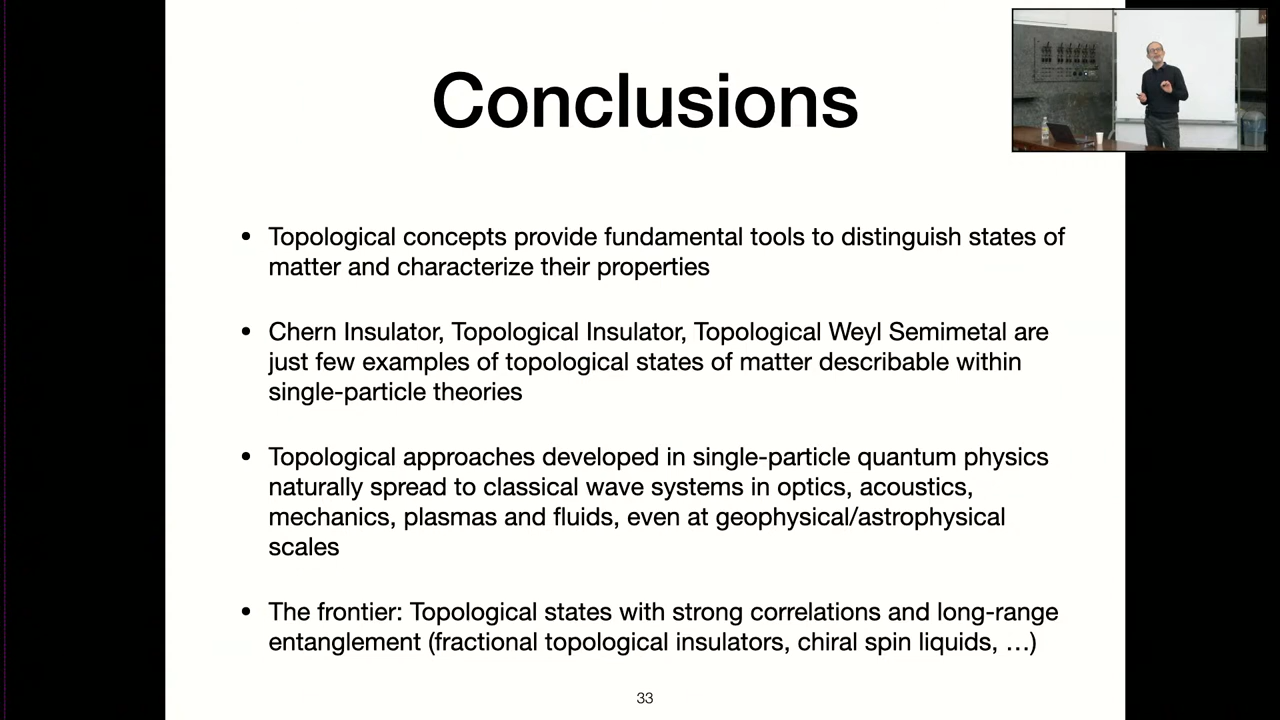 Conclusions
• Topological concepts provide fundamental tools to distinguish states of
matter and characterize their properties
• Chern Insulator, Topological Insulator, Topological Weyl Semimetal are
just few examples of topological states of matter describable within
single-particle theories
• Topological approaches developed in single-particle quantum physics
naturally spread to classical wave systems in optics, acoustics,
mechanics, plasmas and fluids, even at geophysical/astrophysical
scales
• The frontier: Topological states with strong correlations and long-range
entanglement (fractional topological insulators, chiral spin liquids, …)
33